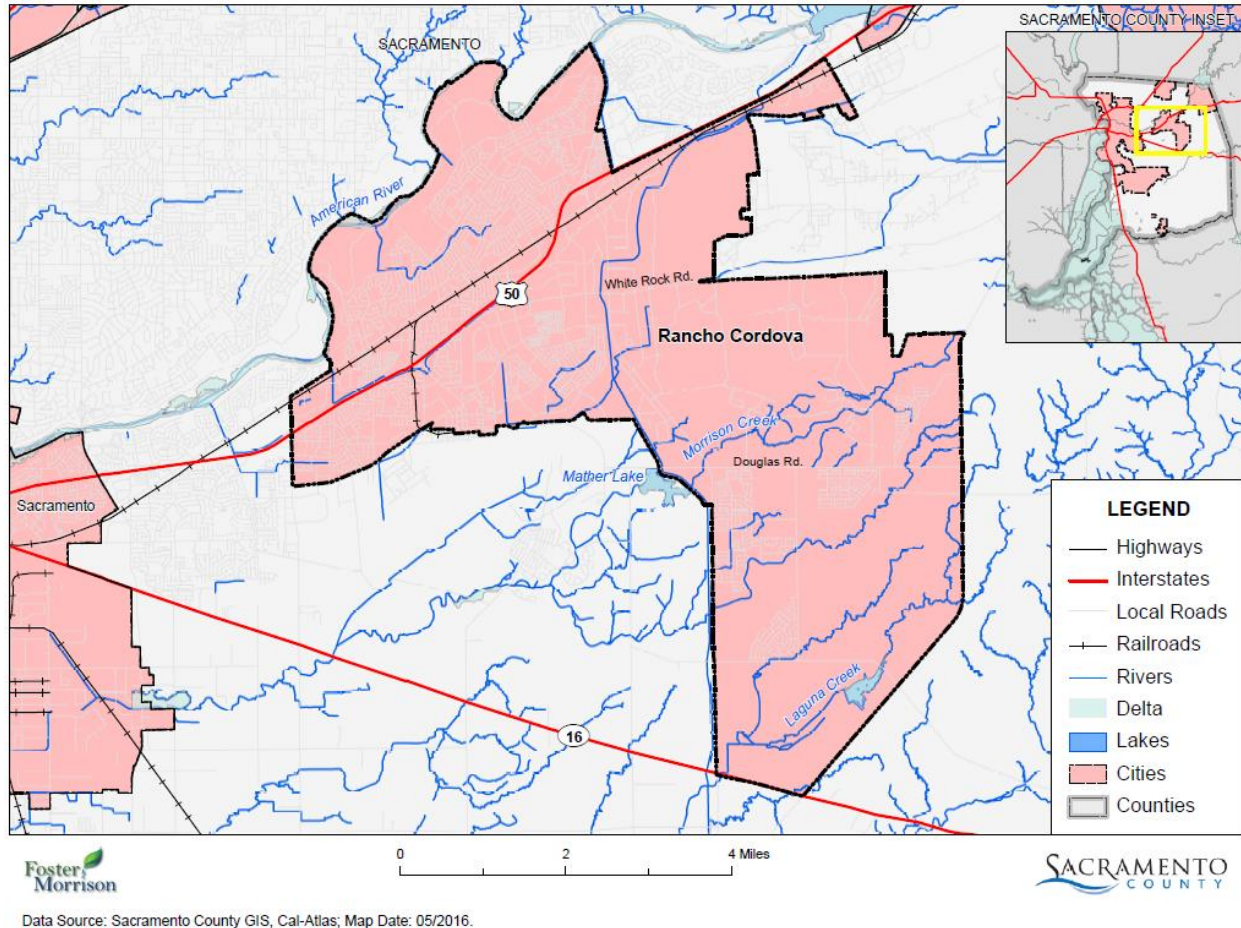 SACRAMENTO COUNTY INSET
SACRAMENTO
American River
50
White Rock Rd.
Rancho Cordova
Morrison Creek
Douglas Rd.
Mather Lake
Sacramento
Laguna Creek
16
LEGEND
Highways
Interstates
Local Roads
Railroads
Rivers
Delta
Lakes
Cities
Counties
0 2 4 Miles
Foster
Morrison
SACRAMENTO
COUNTY
Data Source: Sacramento County GIS, Cal-Atlas; Map Date: 05/2016.